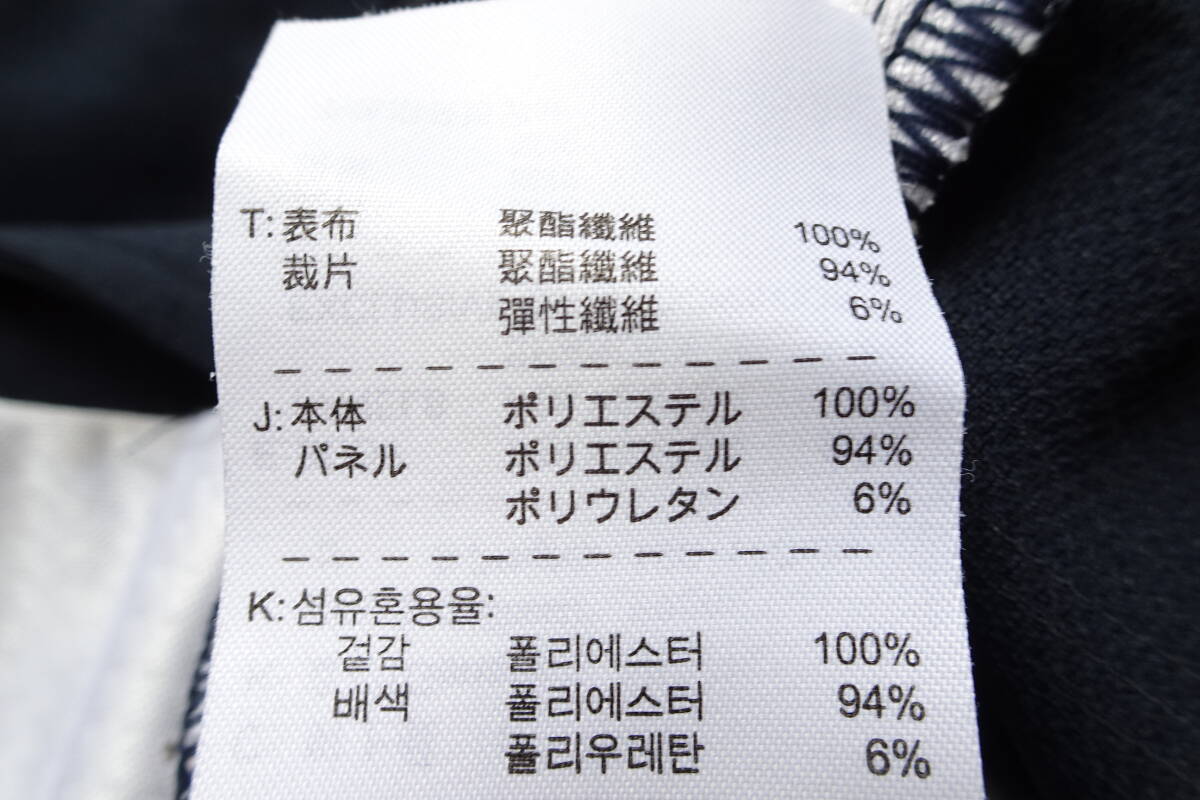 T: 表布 聚酯纖維 100%
裁片 聚酯纖維 94%
彈性纖維 6%
J: 本体 ポリエステル 100%
パネル ポリエステル 94%
ポリウレタン 6%
K: 섬유혼용율:
겉감 폴리에스터 100%
배색 폴리에스터 94%
폴리우레탄 6%